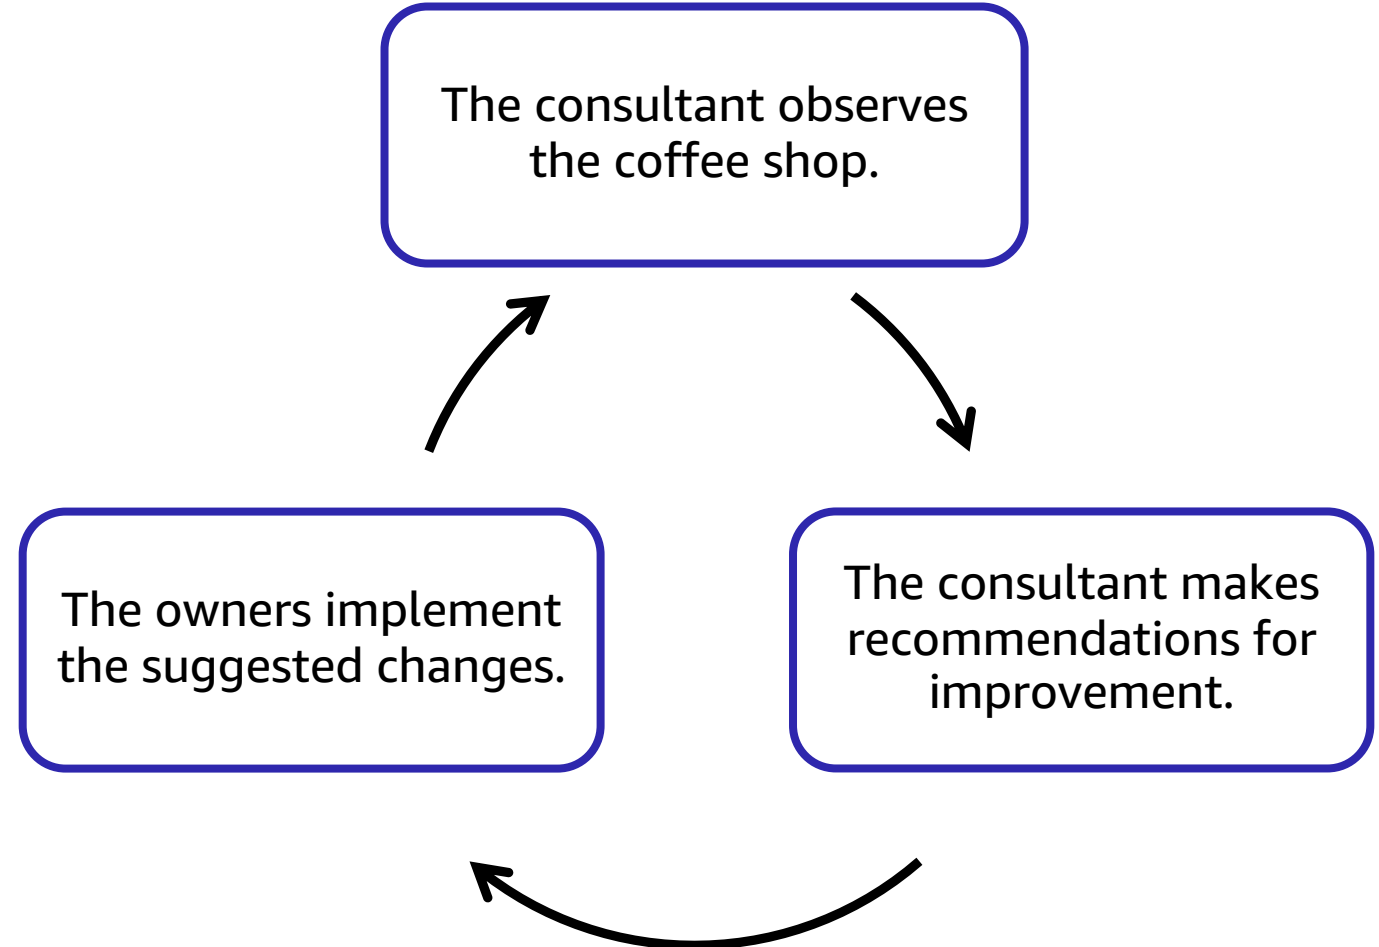 The consultant observes
the coffee shop.
The consultant makes
recommendations for
improvement.
The owners implement
the suggested changes.